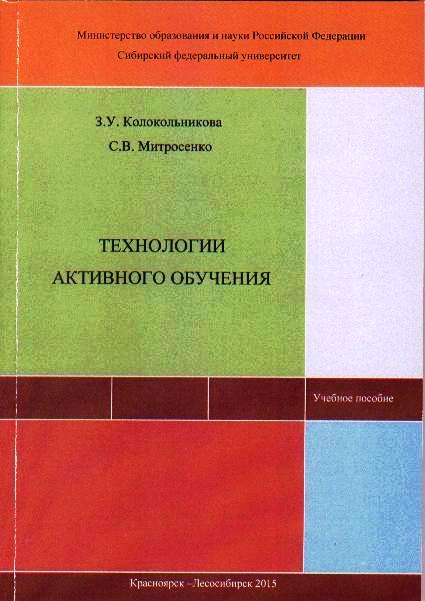 Министерство образования и науки Российской Федерации
Сибирский федеральный университет
З.У. Колокольникова
С.В. Митросенко
ТЕХНОЛОГИИ
АКТИВНОГО ОБУЧЕНИЯ
Учебное пособие
Красноярск –Лесосибирск 2015